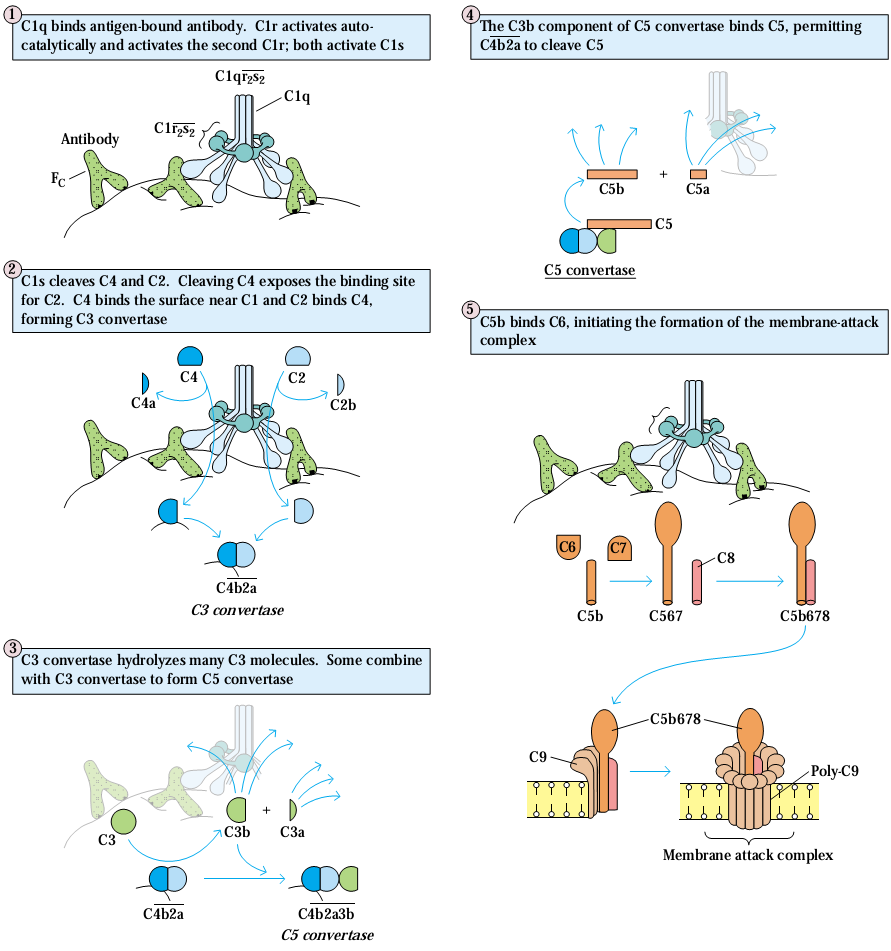 1
C1q binds antigen-bound antibody.  C1r activates auto-
catalytically and activates the second C1r; both activate C1s
C1qr2s2
C1q
C1r2s2
Antibody
FC
2
C1s cleaves C4 and C2.  Cleaving C4 exposes the binding site
for C2.  C4 binds the surface near C1 and C2 binds C4,
forming C3 convertase
C4
C2
C4a
C2b
C4b2a
C3 convertase
3
C3 convertase hydrolyzes many C3 molecules.  Some combine
with C3 convertase to form C5 convertase
C3
C3b
+
C3a
C4b2a
C4b2a3b
C5 convertase
4
The C3b component of C5 convertase binds C5, permitting
C4b2a to cleave C5
C5b
+
C5a
C5
C5 convertase
5
C5b binds C6, initiating the formation of the membrane-attack
complex
C6
C7
C8
C5b
C567
C5b678
C5b678
C9
Poly-C9
Membrane attack complex